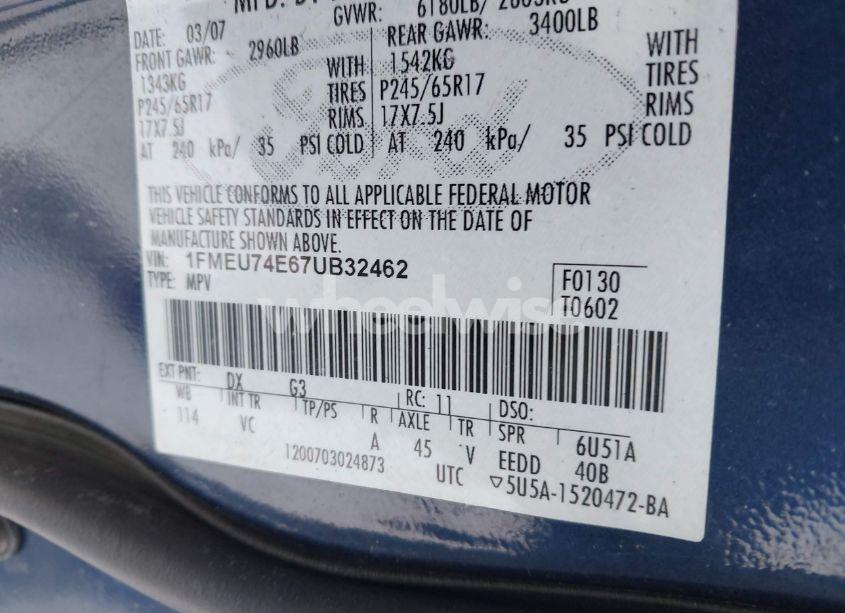 DATE: 03/07 GVWR: 6180LB/
FRONT GAWR: 2960LB REAR GAWR: 3400LB
1343KG WITH 1542KG WITH
P245/65R17 TIRES P245/65R17 TIRES
17X7.5J RIMS 17X7.5J RIMS
AT 240 kPa/ 35 PSI COLD AT 240 kPa/ 35 PSI COLD
THIS VEHICLE CONFORMS TO ALL APPLICABLE FEDERAL MOTOR
VEHICLE SAFETY STANDARDS IN EFFECT ON THE DATE OF
MANUFACTURE SHOWN ABOVE.
VIN: 1FMEU74E67UB32462
TYPE: MPV
F0130
T0602
wheelwise
EXT PNT: DX G3 RC: 11 DSO:
WB INT TR TP/PS R AXLE TR SPR 6U51A
114 VC A 45 V EEDD 40B
1200703024873 UTC ▽5U5A-1520472-BA